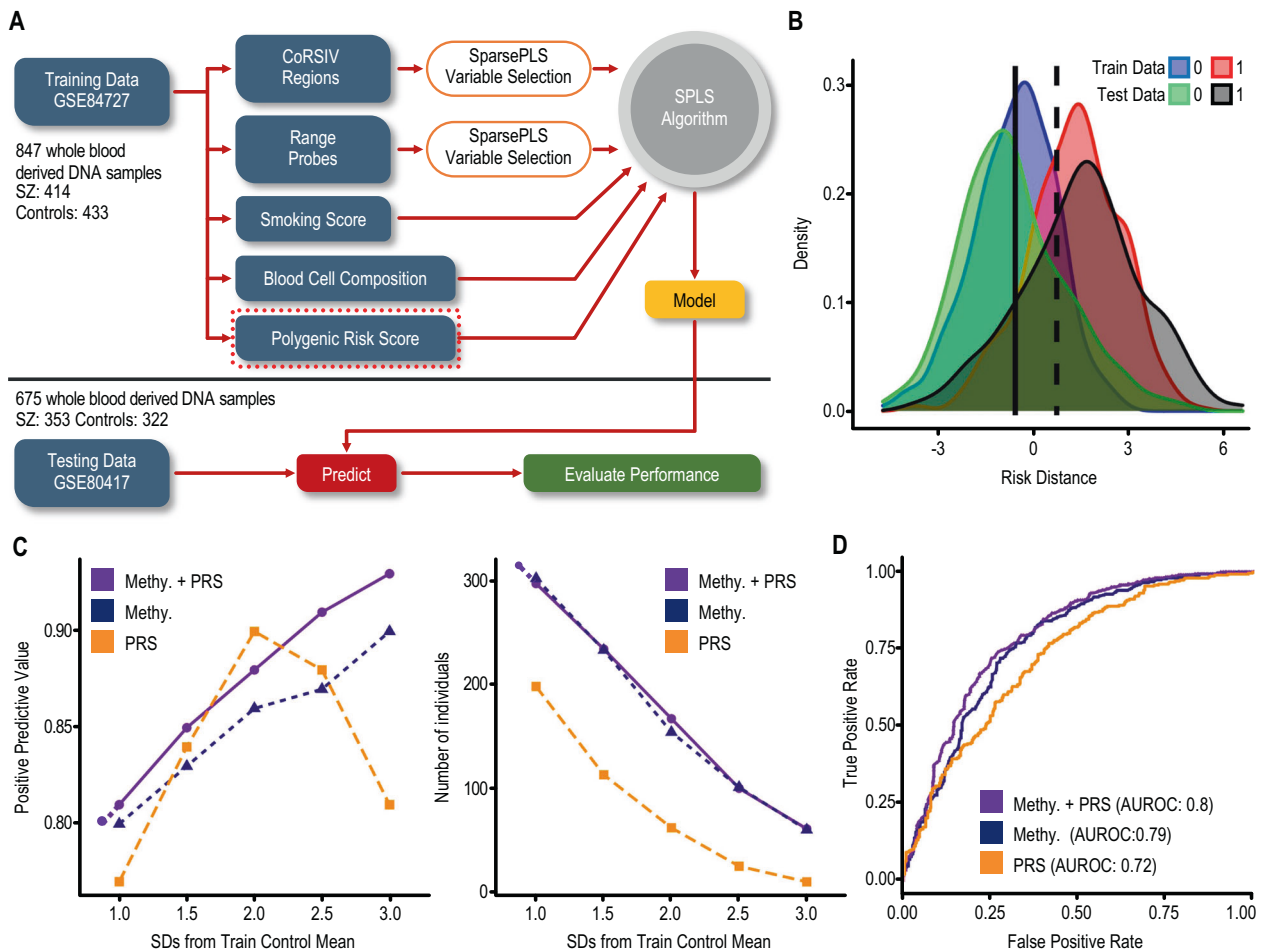 A
Training Data
GSE84727
847 whole blood
derived DNA samples
SZ: 414
Controls: 433
CoRSIV
Regions
SparsePLS
Variable Selection
Range
Probes
SparsePLS
Variable Selection
Smoking Score
Blood Cell Composition
Polygenic Risk Score
SPLS
Algorithm
Model
675 whole blood derived DNA samples
SZ: 353 Controls: 322
Testing Data
GSE80417
Predict
Evaluate Performance
B
Train Data 0 1
Test Data 0 1
Density
0.3
0.2
0.1
0.0
-3 0 3 6
Risk Distance
C
Methy. + PRS
Methy.
PRS
Positive Predictive Value
0.90
0.85
0.80
1.0 1.5 2.0 2.5 3.0
SDs from Train Control Mean
Methy. + PRS
Methy.
PRS
Number of individuals
300
200
100
0
1.0 1.5 2.0 2.5 3.0
SDs from Train Control Mean
D
True Positive Rate
1.00
0.75
0.50
0.25
0.00
Methy. + PRS (AUROC: 0.8)
Methy. (AUROC:0.79)
PRS (AUROC: 0.72)
0.00 0.25 0.50 0.75 1.00
False Positive Rate